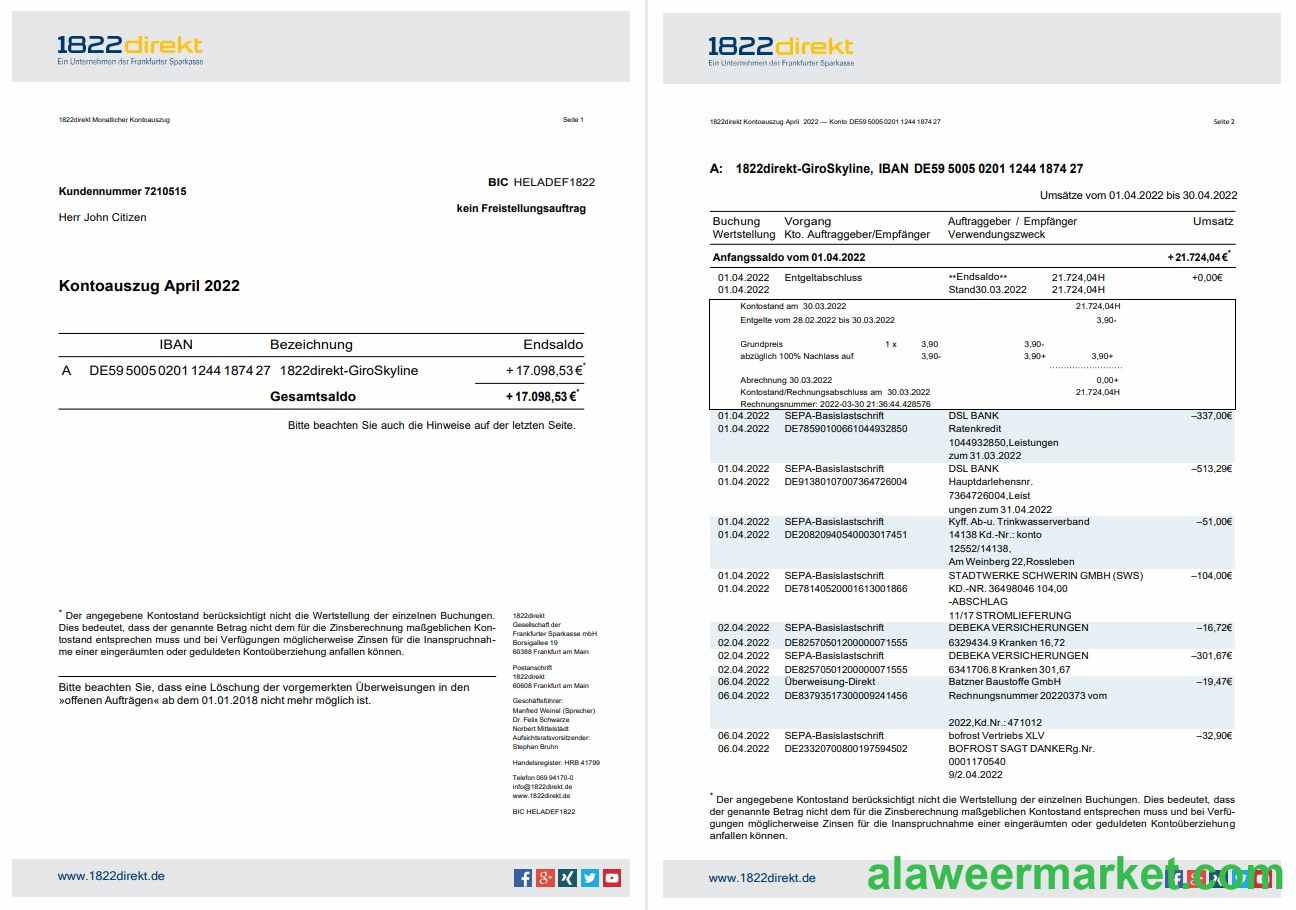 1822direkt
Ein Unternehmen der Frankfurter Sparkasse
1822direkt Monatlicher Kontoauszug Seite 1
Kundennummer 7210515
BIC HELADEF1822
Herr John Citizen
kein Freistellungsauftrag
Kontoauszug April 2022
IBAN Bezeichnung Endsaldo
A DE59 5005 0201 1244 1874 27 1822direkt-GiroSkyline + 17.098,53 €*
Gesamtsaldo + 17.098,53 €*
Bitte beachten Sie auch die Hinweise auf der letzten Seite.
* Der angegebene Kontostand berücksichtigt nicht die Wertstellung der einzelnen Buchungen.
Dies bedeutet, dass der genannte Betrag nicht dem für die Zinsberechnung maßgeblichen Kon-
tostand entsprechen muss und bei Verfügungen möglicherweise Zinsen für die Inanspruchnah-
me einer eingeräumten oder geduldeten Kontoüberziehung anfallen können.
Bitte beachten Sie, dass eine Löschung der vorgemerkten Überweisungen in den
»offenen Aufträgen« ab dem 01.01.2018 nicht mehr möglich ist.
1822direkt
Gesellschaft der
Frankfurter Sparkasse mbH
Borsigallee 19
60388 Frankfurt am Main
Postanschrift
1822direkt
60608 Frankfurt am Main
Geschäftsführer:
Manfred Weinel (Sprecher)
Dr. Felix Schwarze
Norbert Mittelstädt
Aufsichtsratsvorsitzender:
Stephan Bruhn
Handelsregister: HRB 41799
Telefon 069 94170-0
info@1822direkt.de
www.1822direkt.de
BIC HELADEF1822
www.1822direkt.de
1822direkt
Ein Unternehmen der Frankfurter Sparkasse
1822direkt Kontoauszug April 2022 — Konto DE59 5005 0201 1244 1874 27 Seite 2
A: 1822direkt-GiroSkyline, IBAN DE59 5005 0201 1244 1874 27
Umsätze vom 01.04.2022 bis 30.04.2022
Buchung Vorgang Auftraggeber / Empfänger Umsatz
Wertstellung Kto. Auftraggeber/Empfänger Verwendungszweck
Anfangssaldo vom 01.04.2022 + 21.724,04 €*
01.04.2022 Entgeltabschluss **Endsaldo** 21.724,04H +0,00€
01.04.2022 Stand30.03.2022 21.724,04H
Kontostand am 30.03.2022 21.724,04H
Entgelte vom 28.02.2022 bis 30.03.2022 3,90-
Grundpreis 1 x 3,90 3,90-
abzüglich 100% Nachlass auf 3,90- 3,90+ 3,90+
Abrechnung 30.03.2022 0,00+
Kontostand/Rechnungsabschluss am 30.03.2022 21.724,04H
Rechnungsnummer: 2022-03-30 21:36:44.428576
01.04.2022 SEPA-Basislastschrift DSL BANK –337,00€
01.04.2022 DE78590100661044932850 Ratenkredit
1044932850,Leistungen
zum 31.03.2022
01.04.2022 SEPA-Basislastschrift DSL BANK –513,29€
01.04.2022 DE91380107007364726004 Hauptdarlehensnr.
7364726004,Leist
ungen zum 31.04.2022
01.04.2022 SEPA-Basislastschrift Kyff. Ab-u. Trinkwasserverband –51,00€
01.04.2022 DE20820940540003017451 14138 Kd.-Nr.: konto
12552/14138,
Am Weinberg 22,Rossleben
01.04.2022 SEPA-Basislastschrift STADTWERKE SCHWERIN GMBH (SWS) –104,00€
01.04.2022 DE78140520001613001866 KD.-NR. 36498046 104,00
-ABSCHLAG
11/17 STROMLIEFERUNG
02.04.2022 SEPA-Basislastschrift DEBEKA VERSICHERUNGEN –16,72€
02.04.2022 DE82570501200000071555 6329434.9 Kranken 16,72
02.04.2022 SEPA-Basislastschrift DEBEKA VERSICHERUNGEN –301,67€
02.04.2022 DE82570501200000071555 6341706.8 Kranken 301,67
06.04.2022 Überweisung-Direkt Batzner Baustoffe GmbH –19,47€
06.04.2022 DE83793517300009241456 Rechnungsnummer 20220373 vom
2022,Kd.Nr.: 471012
06.04.2022 SEPA-Basislastschrift bofrost Vertriebs XLV –32,90€
06.04.2022 DE23320700800197594502 BOFROST SAGT DANKERg.Nr.
0001170540
9/2.04.2022
* Der angegebene Kontostand berücksichtigt nicht die Wertstellung der einzelnen Buchungen. Dies bedeutet, dass
der genannte Betrag nicht dem für die Zinsberechnung maßgeblichen Kontostand entsprechen muss und bei Verfü-
gungen möglicherweise Zinsen für die Inanspruchnahme einer eingeräumten oder geduldeten Kontoüberziehung
anfallen können.
www.1822direkt.de
alaweermarket.com